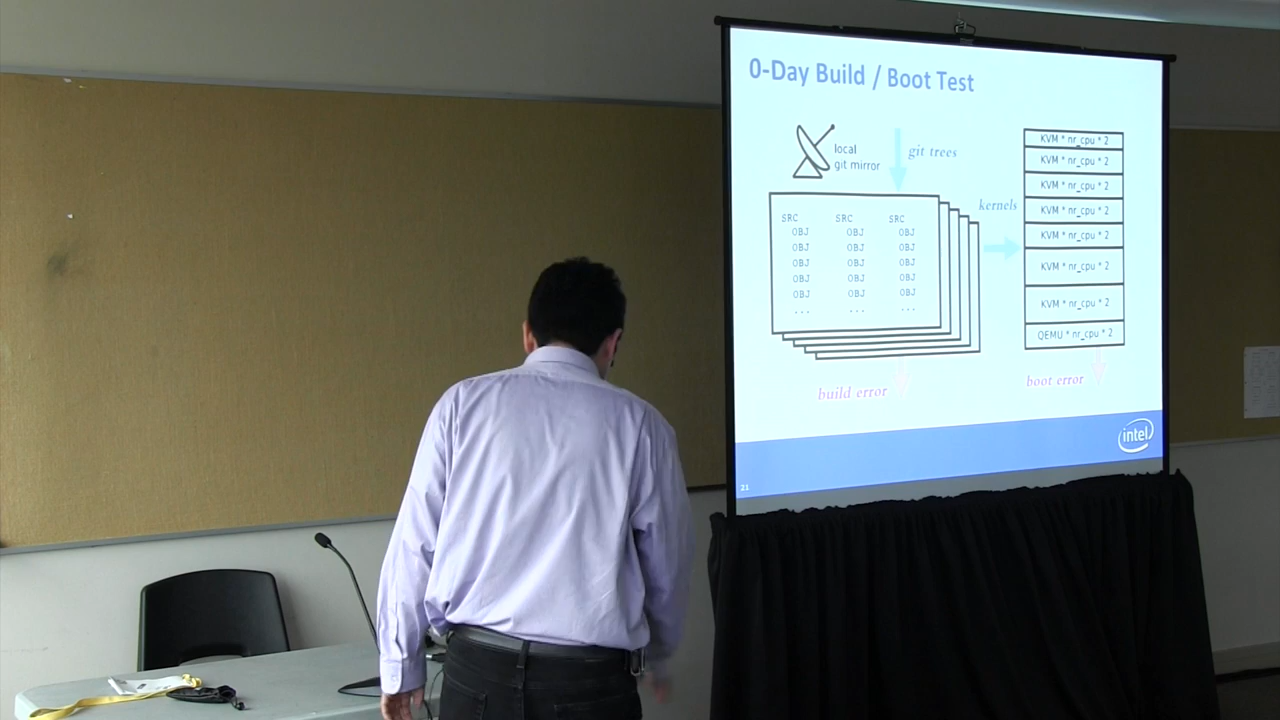 0-Day Build / Boot Test
local
git mirror
git trees
SRC SRC SRC
OBJ OBJ OBJ
OBJ OBJ OBJ
OBJ OBJ OBJ
OBJ OBJ OBJ
OBJ OBJ OBJ
... ... ...
build error
kernels
KVM * nr_cpu * 2
KVM * nr_cpu * 2
KVM * nr_cpu * 2
KVM * nr_cpu * 2
KVM * nr_cpu * 2
KVM * nr_cpu * 2
KVM * nr_cpu * 2
QEMU * nr_cpu * 2
boot error
intel
21